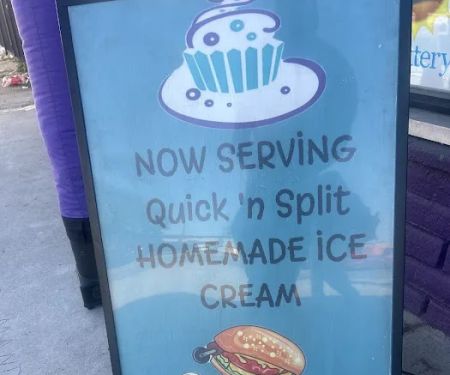 NOW SERViNG
Quick 'n Split
HOMEMADE iCE
CREAM